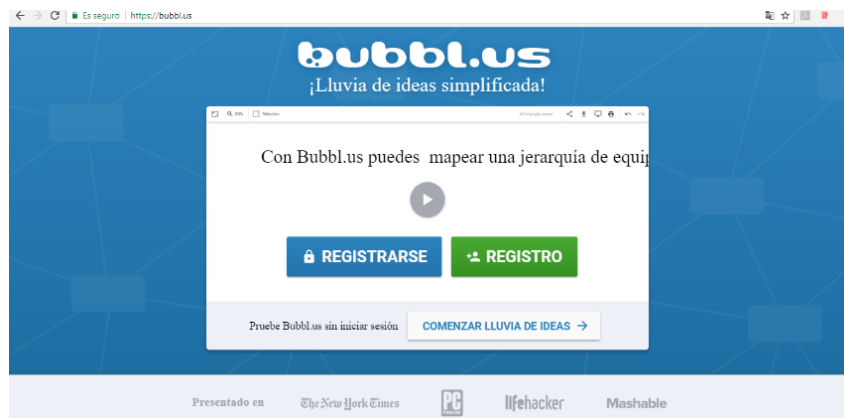 Es seguro | https://bubbl.us
bubbl.us
¡Lluvia de ideas simplificada!
Selection
Con Bubbl.us puedes mapear una jerarquía de equip
REGISTRARSE
REGISTRO
Pruebe Bubbl.us sin iniciar sesión
COMENZAR LLUVIA DE IDEAS →
Presentado en
The New York Times
PC
lifehacker
Mashable